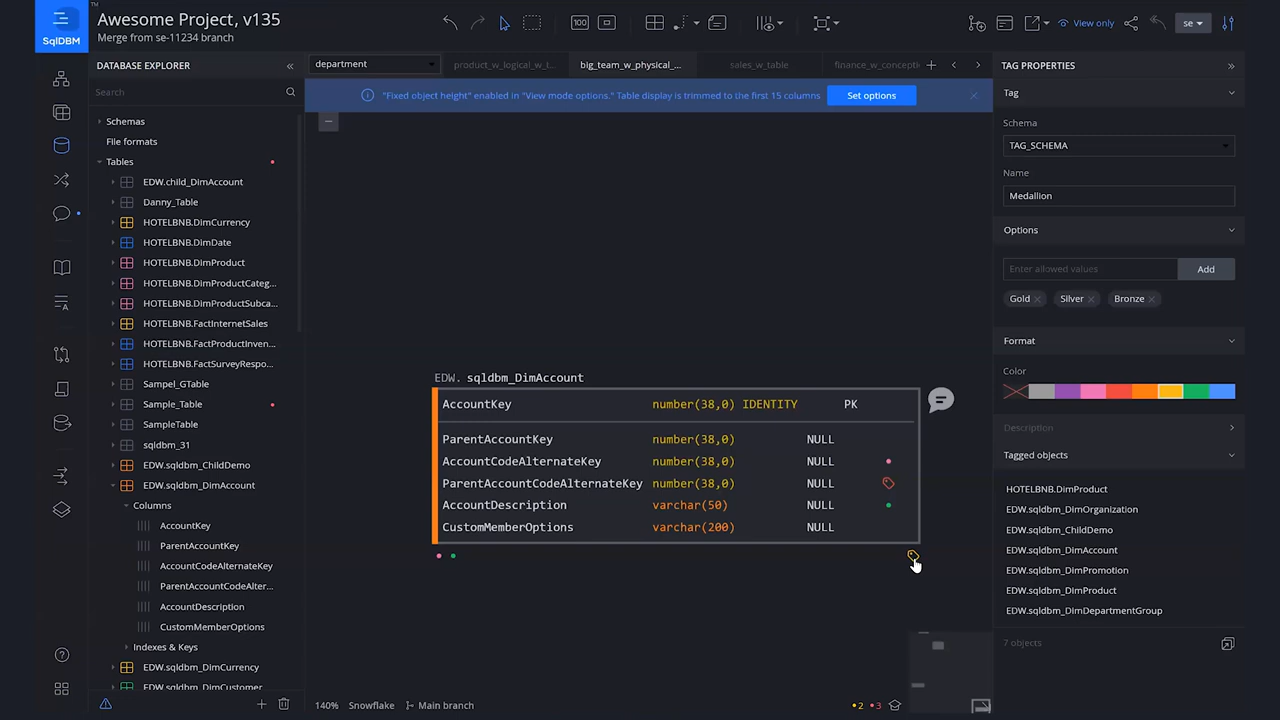 SqlDBM
TM
Awesome Project, v135
Merge from se-11234 branch
100
View only
se
DATABASE EXPLORER
Search
Schemas
File formats
Tables
EDW.child_DimAccount
Danny_Table
HOTELBNB.DimCurrency
HOTELBNB.DimDate
HOTELBNB.DimProduct
HOTELBNB.DimProductCateg...
HOTELBNB.DimProductSubca...
HOTELBNB.FactInternetSales
HOTELBNB.FactProductInven...
HOTELBNB.FactSurveyRespo...
Sampel_GTable
Sample_Table
SampleTable
sqldbm_31
EDW.sqldbm_ChildDemo
EDW.sqldbm_DimAccount
Columns
AccountKey
ParentAccountKey
AccountCodeAlternateKey
ParentAccountCodeAlter...
AccountDescription
CustomMemberOptions
Indexes & Keys
EDW.sqldbm_DimCurrency
EDW.sqldbm_DimCustomer
department
product_w_logical_w_t...
big_team_w_physical_...
sales_w_table
finance_w_concepti
"Fixed object height" enabled in "View mode options." Table display is trimmed to the first 15 columns
Set options
EDW. sqldbm_DimAccount
AccountKey number(38,0) IDENTITY PK
ParentAccountKey number(38,0) NULL
AccountCodeAlternateKey number(38,0) NULL
ParentAccountCodeAlternateKey number(38,0) NULL
AccountDescription varchar(50) NULL
CustomMemberOptions varchar(200) NULL
140% Snowflake Main branch
2 3
TAG PROPERTIES
Tag
Schema
TAG_SCHEMA
Name
Medallion
Options
Enter allowed values
Add
Gold Silver Bronze
Format
Color
Description
Tagged objects
HOTELBNB.DimProduct
EDW.sqldbm_DimOrganization
EDW.sqldbm_ChildDemo
EDW.sqldbm_DimAccount
EDW.sqldbm_DimPromotion
EDW.sqldbm_DimProduct
EDW.sqldbm_DimDepartmentGroup
7 objects